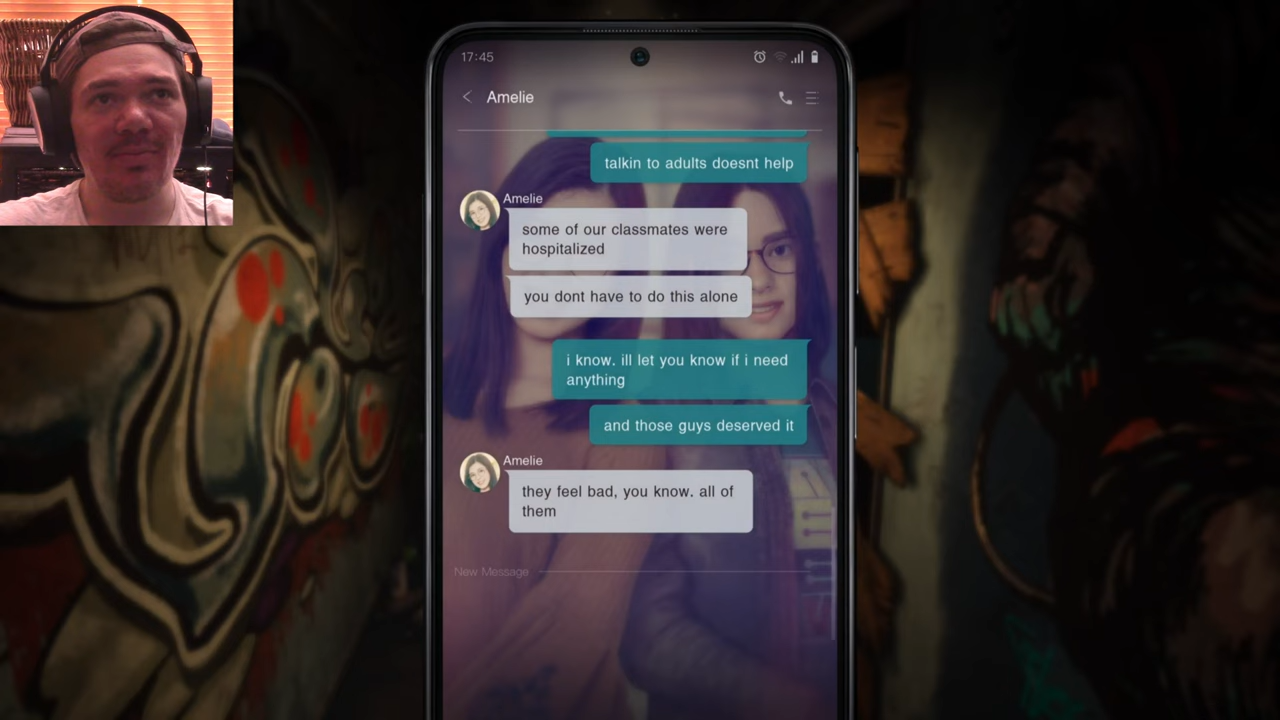 17:45
Amelie
talkin to adults doesnt help
Amelie
some of our classmates were
hospitalized
you dont have to do this alone
i know. ill let you know if i need
anything
and those guys deserved it
Amelie
they feel bad, you know. all of
them
New Message